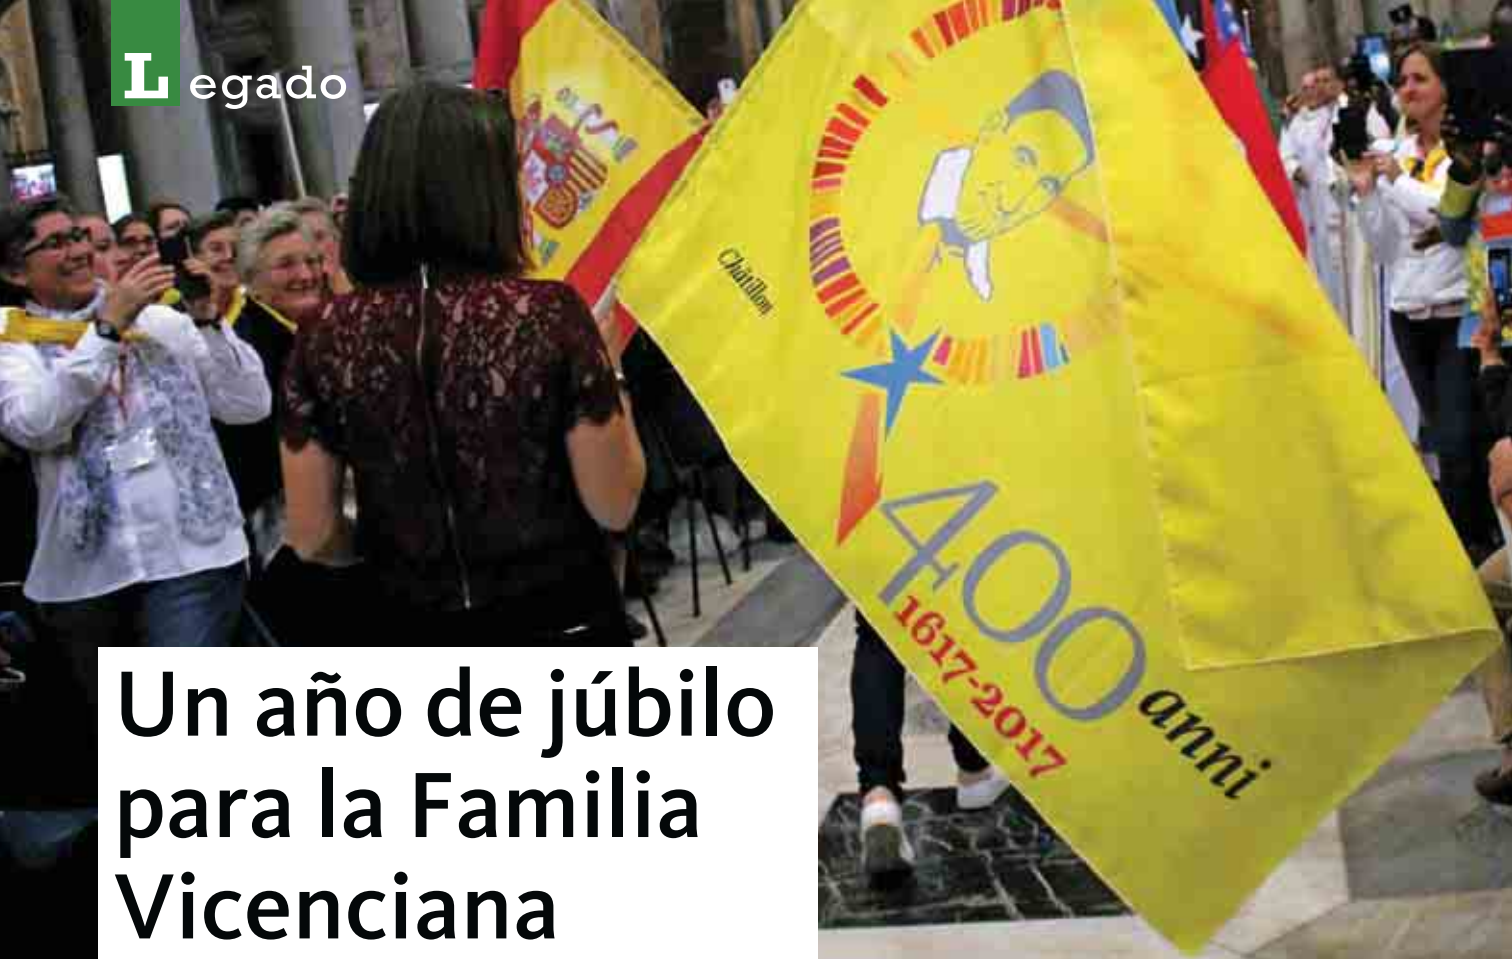 Legado
Châtillon
400 anni
1617-2017
Un año de júbilo
para la Familia
Vicenciana